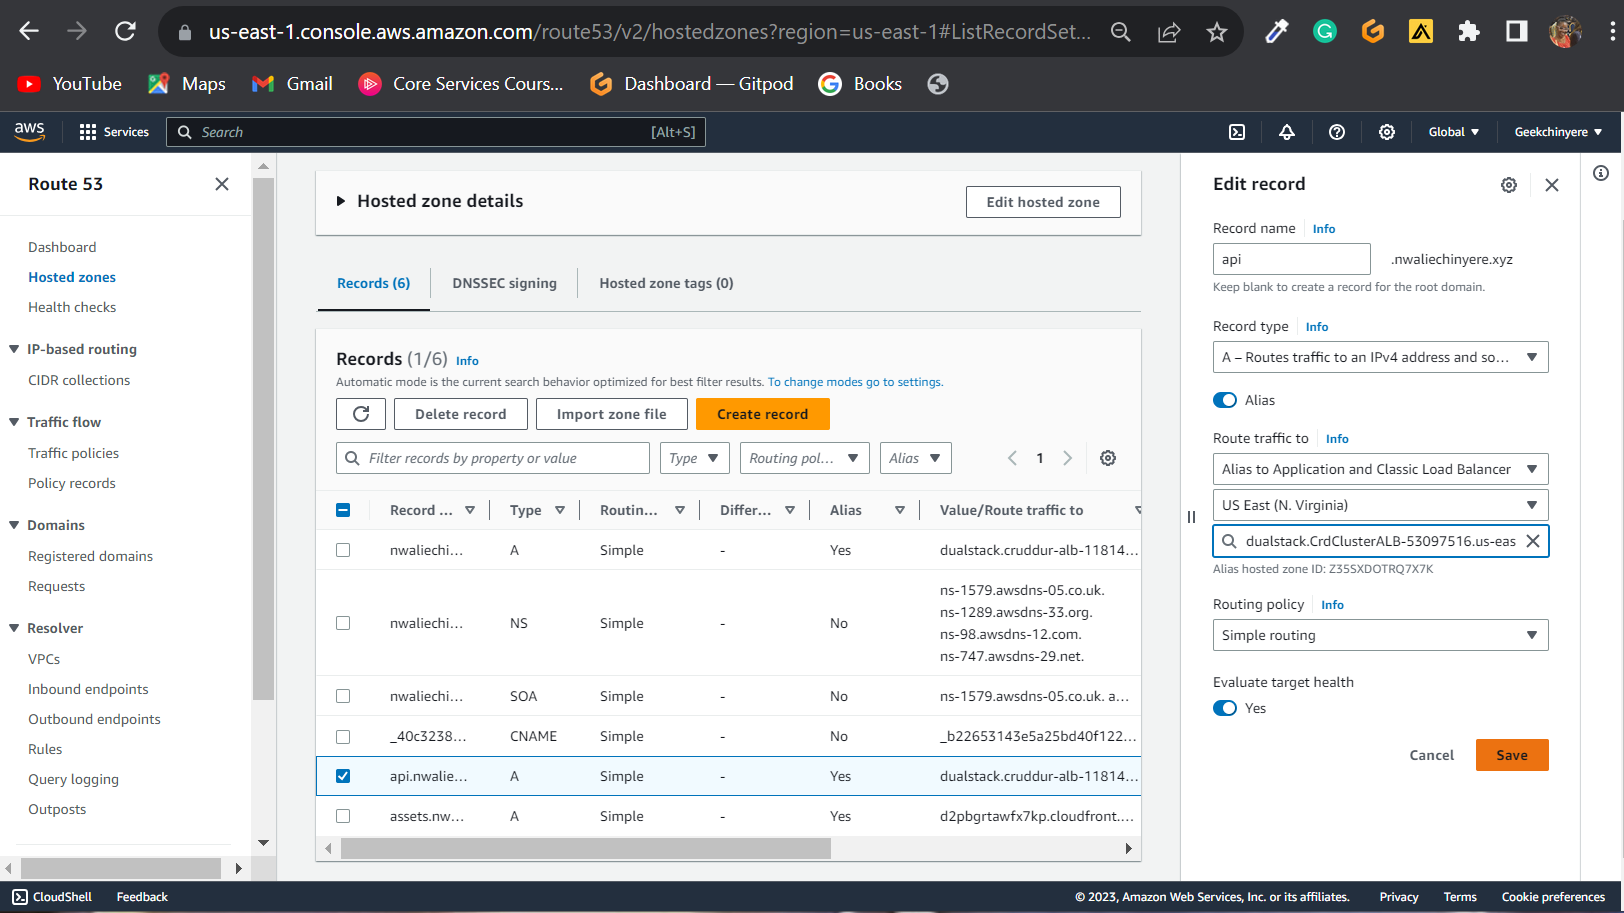 us-east-1.console.aws.amazon.com/route53/v2/hostedzones?region=us-east-1#ListRecordSet...
YouTube
Maps
Gmail
Core Services Cours...
Dashboard — Gitpod
Books
aws
Services
Search
[Alt+S]
Global
Geekchinyere
Route 53
Dashboard
Hosted zones
Health checks
IP-based routing
CIDR collections
Traffic flow
Traffic policies
Policy records
Domains
Registered domains
Requests
Resolver
VPCs
Inbound endpoints
Outbound endpoints
Rules
Query logging
Outposts
Hosted zone details
Edit hosted zone
Records (6)
DNSSEC signing
Hosted zone tags (0)
Records (1/6) Info
Automatic mode is the current search behavior optimized for best filter results. To change modes go to settings.
Delete record
Import zone file
Create record
Filter records by property or value
Type
Routing pol...
Alias
1
Record ... Type Routin... Differ... Alias Value/Route traffic to
nwaliechi... A Simple - Yes dualstack.cruddur-alb-11814...
nwaliechi... NS Simple - No ns-1579.awsdns-05.co.uk.
ns-1289.awsdns-33.org.
ns-98.awsdns-12.com.
ns-747.awsdns-29.net.
nwaliechi... SOA Simple - No ns-1579.awsdns-05.co.uk. a...
_40c3238... CNAME Simple - No _b22653143e5a25bd40f122...
api.nwalie... A Simple - Yes dualstack.cruddur-alb-11814...
assets.nw... A Simple - Yes d2pbgrtawfx7kp.cloudfront....
Edit record
Record name Info
api .nwaliechinyere.xyz
Keep blank to create a record for the root domain.
Record type Info
A – Routes traffic to an IPv4 address and so...
Alias
Route traffic to Info
Alias to Application and Classic Load Balancer
US East (N. Virginia)
dualstack.CrdClusterALB-53097516.us-eas
Alias hosted zone ID: Z35SXDOTRQ7X7K
Routing policy Info
Simple routing
Evaluate target health
Yes
Cancel
Save
CloudShell
Feedback
© 2023, Amazon Web Services, Inc. or its affiliates.
Privacy
Terms
Cookie preferences